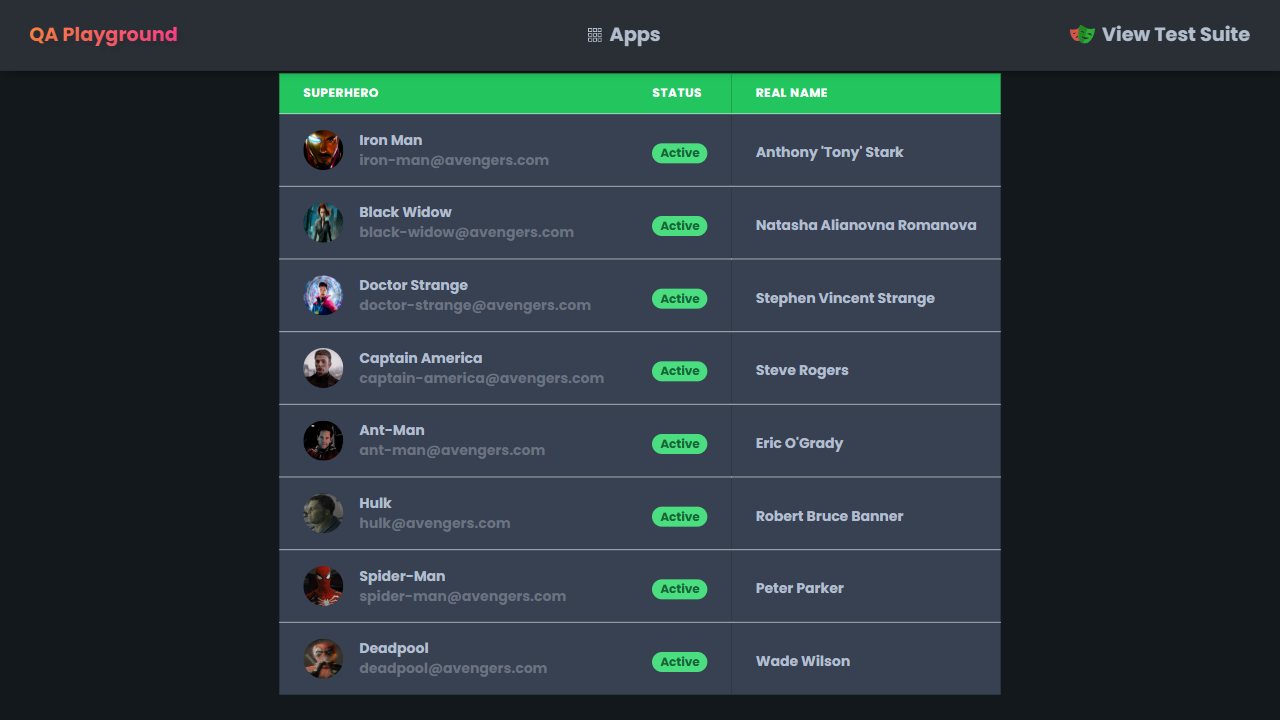 QA Playground
Apps
View Test Suite
SUPERHERO STATUS REAL NAME
Iron Man
iron-man@avengers.com
Active
Anthony 'Tony' Stark
Black Widow
black-widow@avengers.com
Active
Natasha Alianovna Romanova
Doctor Strange
doctor-strange@avengers.com
Active
Stephen Vincent Strange
Captain America
captain-america@avengers.com
Active
Steve Rogers
Ant-Man
ant-man@avengers.com
Active
Eric O'Grady
Hulk
hulk@avengers.com
Active
Robert Bruce Banner
Spider-Man
spider-man@avengers.com
Active
Peter Parker
Deadpool
deadpool@avengers.com
Active
Wade Wilson